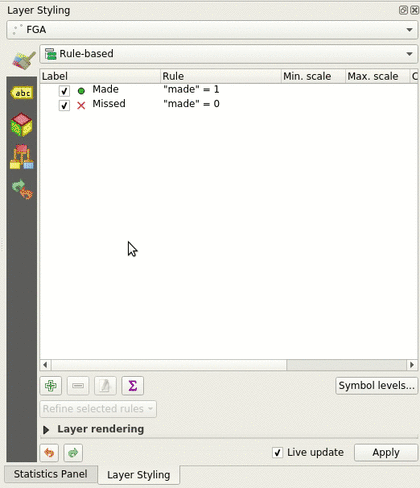 Layer Styling
FGA
Rule-based
Label Rule Min. scale Max. scale C
Made "made" = 1
Missed "made" = 0
abc
Σ
Symbol levels...
Refine selected rules
Layer rendering
Live update Apply
Statistics Panel Layer Styling